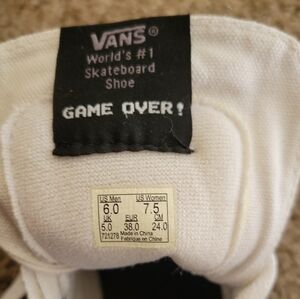 VANS®
World's #1
Skateboard
Shoe
GAME OVER!
US Men US Women
6.0 7.5
UK EUR CM
5.0 38.0 24.0
721278 Made in China
Fabrique en Chine